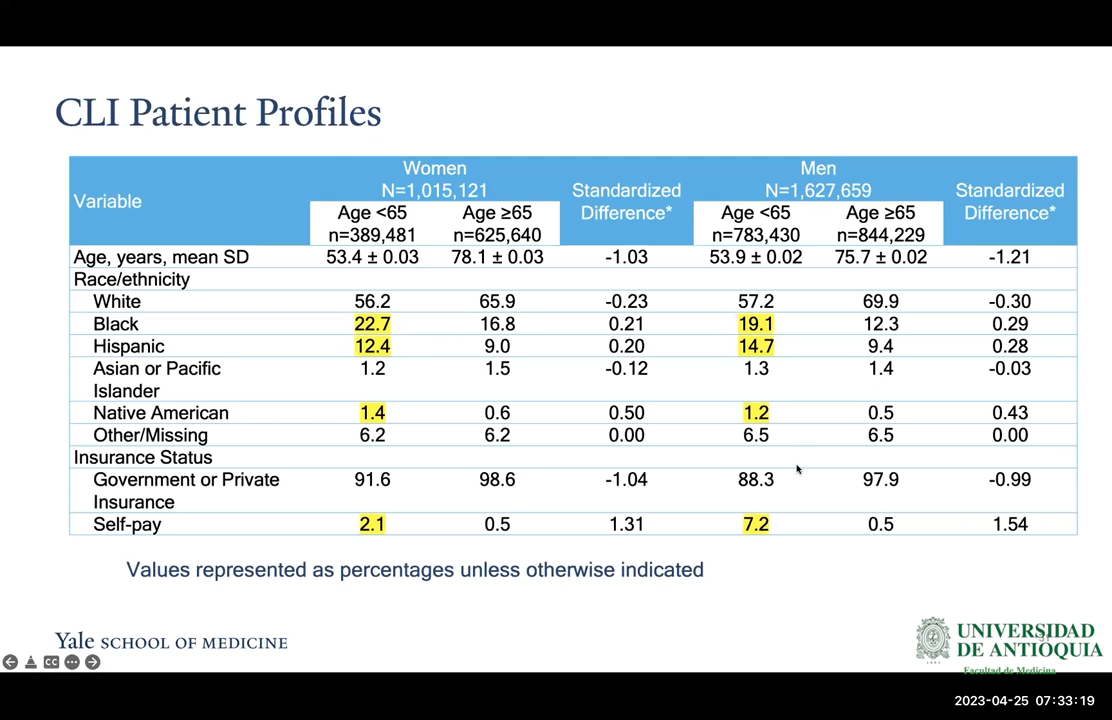 CLI Patient Profiles
Variable
Women
N=1,015,121
Standardized
Difference*
Men
N=1,627,659
Standardized
Difference*
Age <65
n=389,481
Age ≥65
n=625,640
Age <65
n=783,430
Age ≥65
n=844,229
Age, years, mean SD 53.4 ± 0.03 78.1 ± 0.03 -1.03 53.9 ± 0.02 75.7 ± 0.02 -1.21
Race/ethnicity
White 56.2 65.9 -0.23 57.2 69.9 -0.30
Black 22.7 16.8 0.21 19.1 12.3 0.29
Hispanic 12.4 9.0 0.20 14.7 9.4 0.28
Asian or Pacific 1.2 1.5 -0.12 1.3 1.4 -0.03
Islander
Native American 1.4 0.6 0.50 1.2 0.5 0.43
Other/Missing 6.2 6.2 0.00 6.5 6.5 0.00
Insurance Status
Government or Private 91.6 98.6 -1.04 88.3 97.9 -0.99
Insurance
Self-pay 2.1 0.5 1.31 7.2 0.5 1.54
Values represented as percentages unless otherwise indicated
Yale SCHOOL OF MEDICINE
UNIVERSIDAD
DE ANTIOQUIA
Facultad de Medicina
CC
2023-04-25 07:33:19